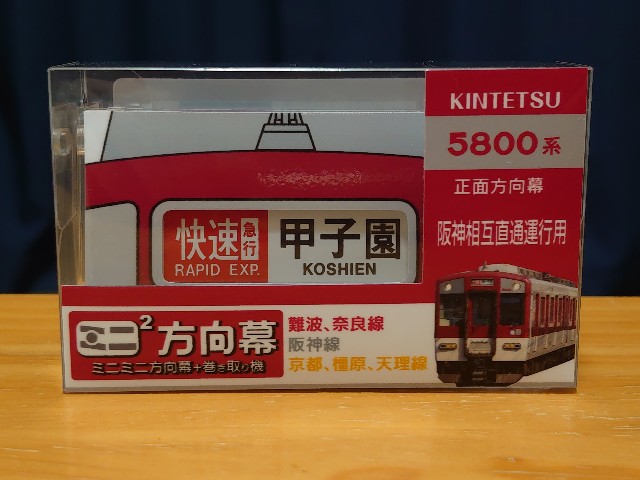 KINTETSU
5800系
正面方向幕
阪神相互直通運行用
快速急行
RAPID EXP.
甲子園
KOSHIEN
2方向幕
ミニミニ方向幕+巻き取り機
難波、奈良線
阪神線
京都、橿原、天理線